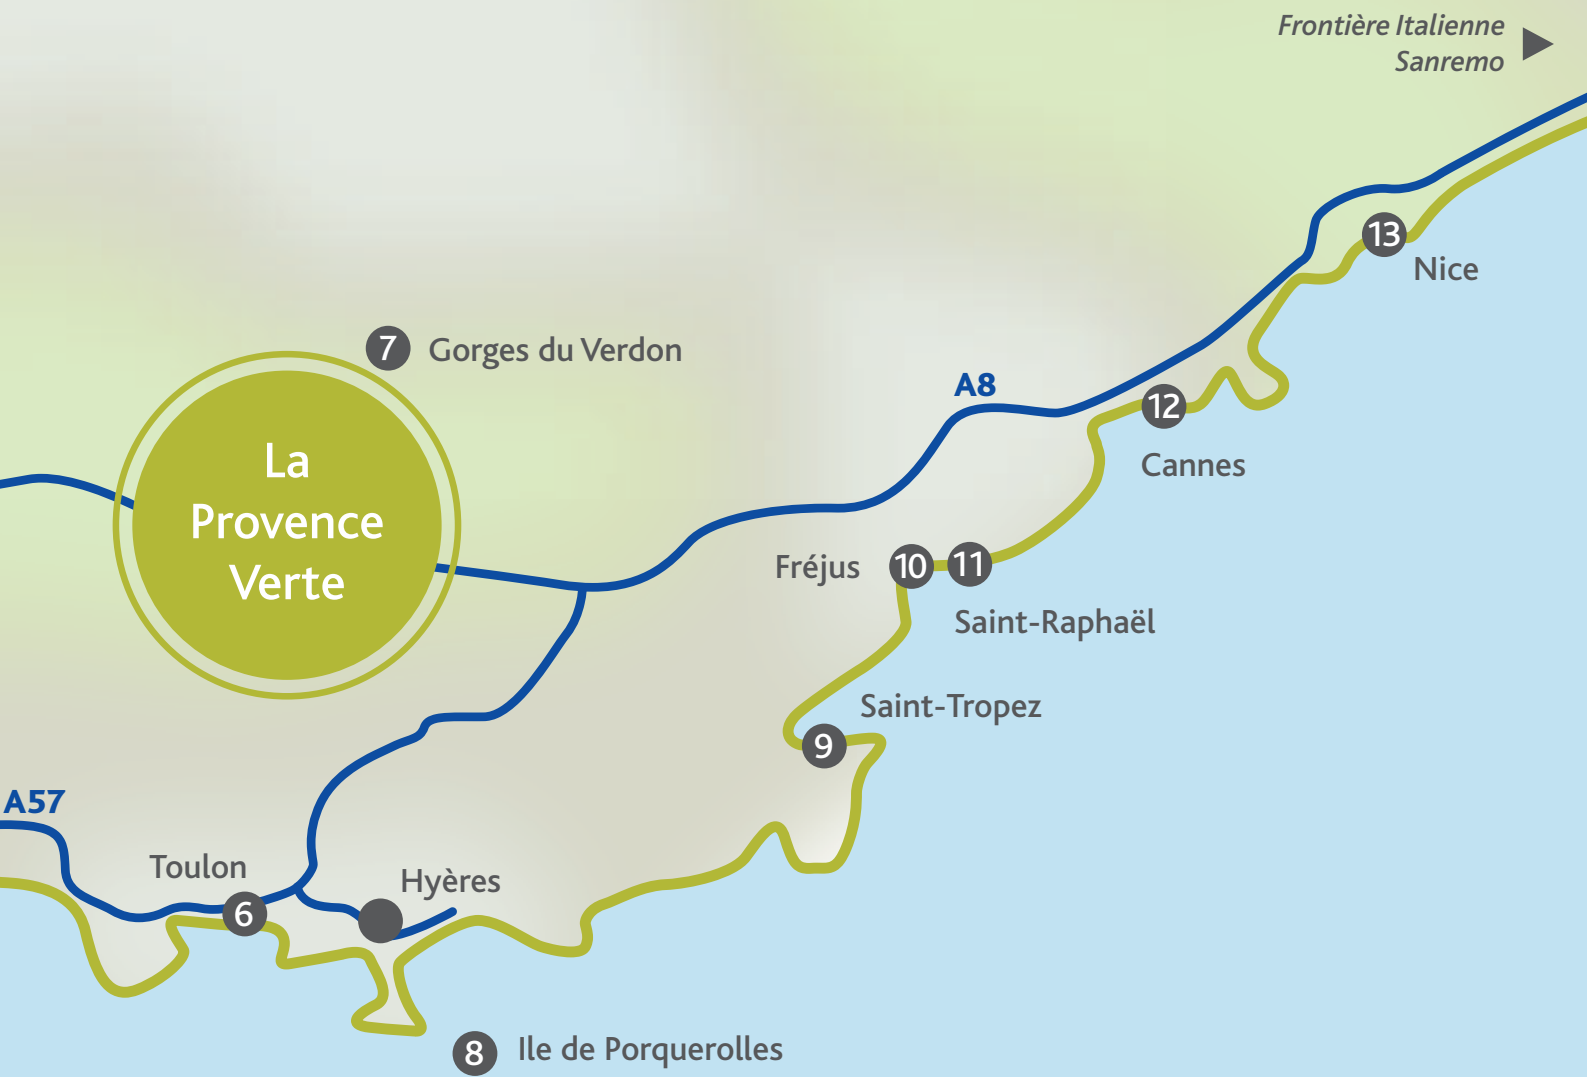 Frontière Italienne
Sanremo
13
Nice
7 Gorges du Verdon
A8
12
Cannes
La
Provence
Verte
Fréjus 10 11
Saint-Raphaël
Saint-Tropez
9
A57
Toulon
Hyères
6
8 Ile de Porquerolles